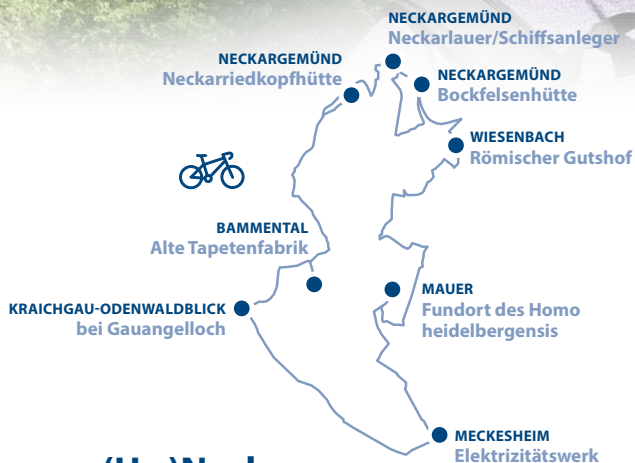 NECKARGEMÜND
Neckarlauer/Schiffsanleger
NECKARGEMÜND
Neckarriedkopfhütte
NECKARGEMÜND
Bockfelsenhütte
WIESENBACH
Römischer Gutshof
BAMMENTAL
Alte Tapetenfabrik
KRAICHGAU-ODENWALDBLICK
bei Gauangelloch
MAUER
Fundort des Homo
heidelbergensis
MECKESHEIM
Elektrizitätswerk